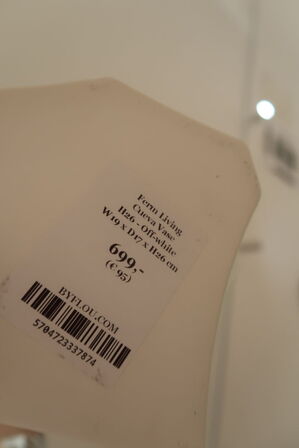 Ferm Living
Cueva Vase
H26 - Off-white
W19 x D17 x H26 cm
699,-
(€ 95)
BYFLOU.COM
5704723337874